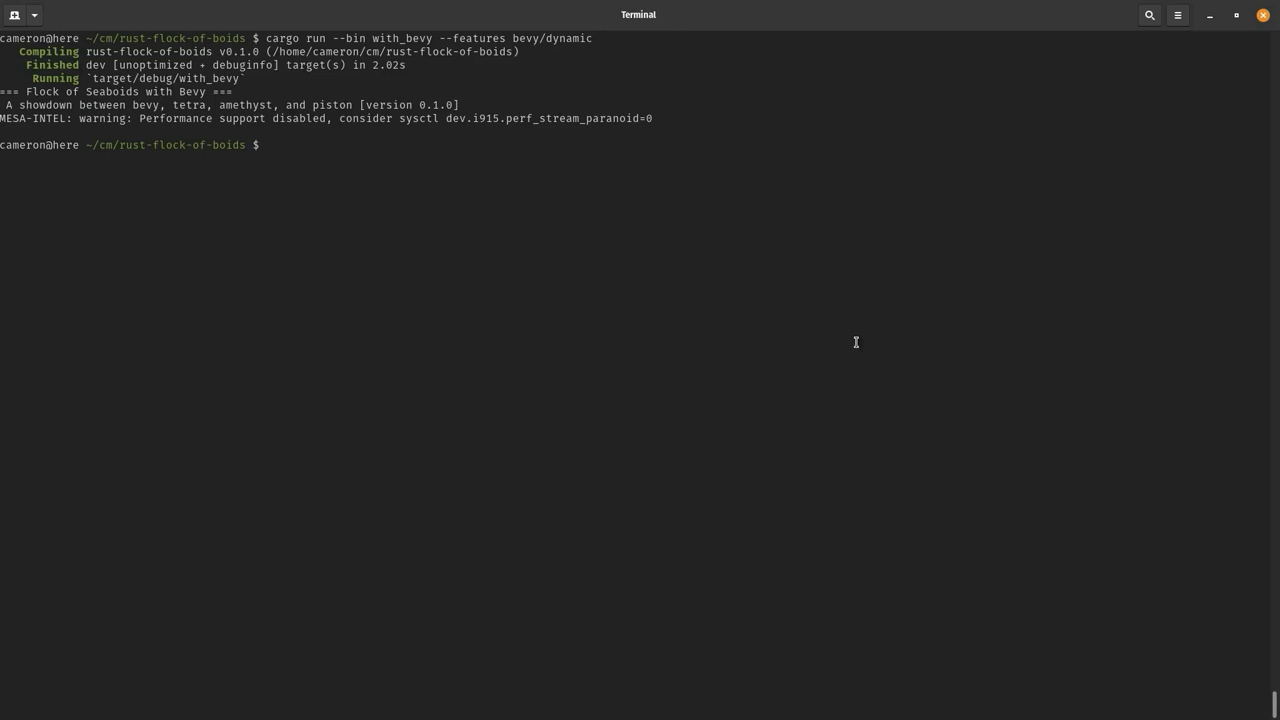 Terminal
cameron@here ~/cm/rust-flock-of-boids $ cargo run --bin with_bevy --features bevy/dynamic
Compiling rust-flock-of-boids v0.1.0 (/home/cameron/cm/rust-flock-of-boids)
Finished dev [unoptimized + debuginfo] target(s) in 2.02s
Running `target/debug/with_bevy`
=== Flock of Seaboids with Bevy ===
A showdown between bevy, tetra, amethyst, and piston [version 0.1.0]
MESA-INTEL: warning: Performance support disabled, consider sysctl dev.i915.perf_stream_paranoid=0
cameron@here ~/cm/rust-flock-of-boids $